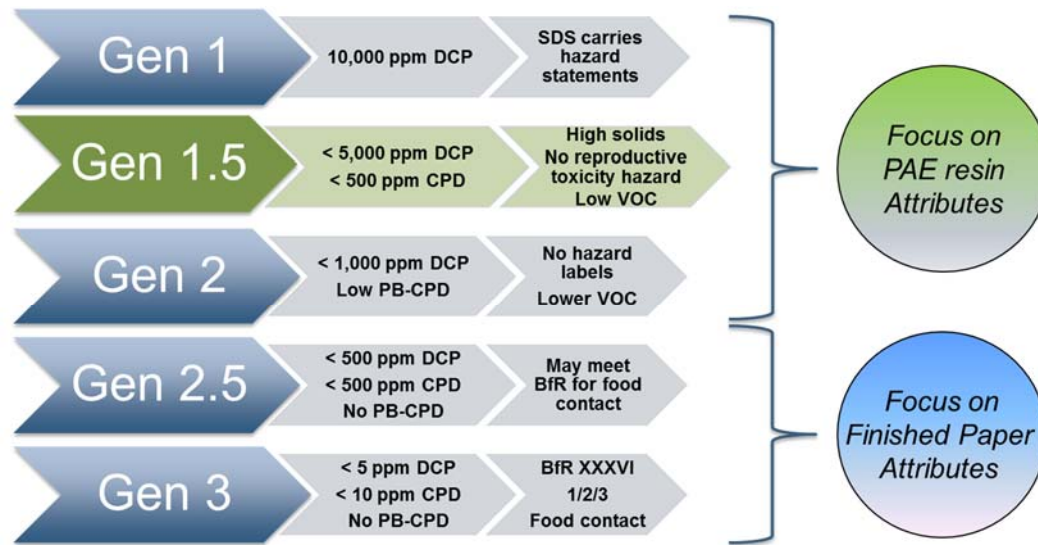 Gen 1
10,000 ppm DCP
SDS carries
hazard
statements
Gen 1.5
< 5,000 ppm DCP
< 500 ppm CPD
High solids
No reproductive
toxicity hazard
Low VOC
Gen 2
< 1,000 ppm DCP
Low PB-CPD
No hazard
labels
Lower VOC
Focus on
PAE resin
Attributes
Gen 2.5
< 500 ppm DCP
< 500 ppm CPD
No PB-CPD
May meet
BfR for food
contact
Gen 3
< 5 ppm DCP
< 10 ppm CPD
No PB-CPD
BfR XXXVI
1/2/3
Food contact
Focus on
Finished Paper
Attributes